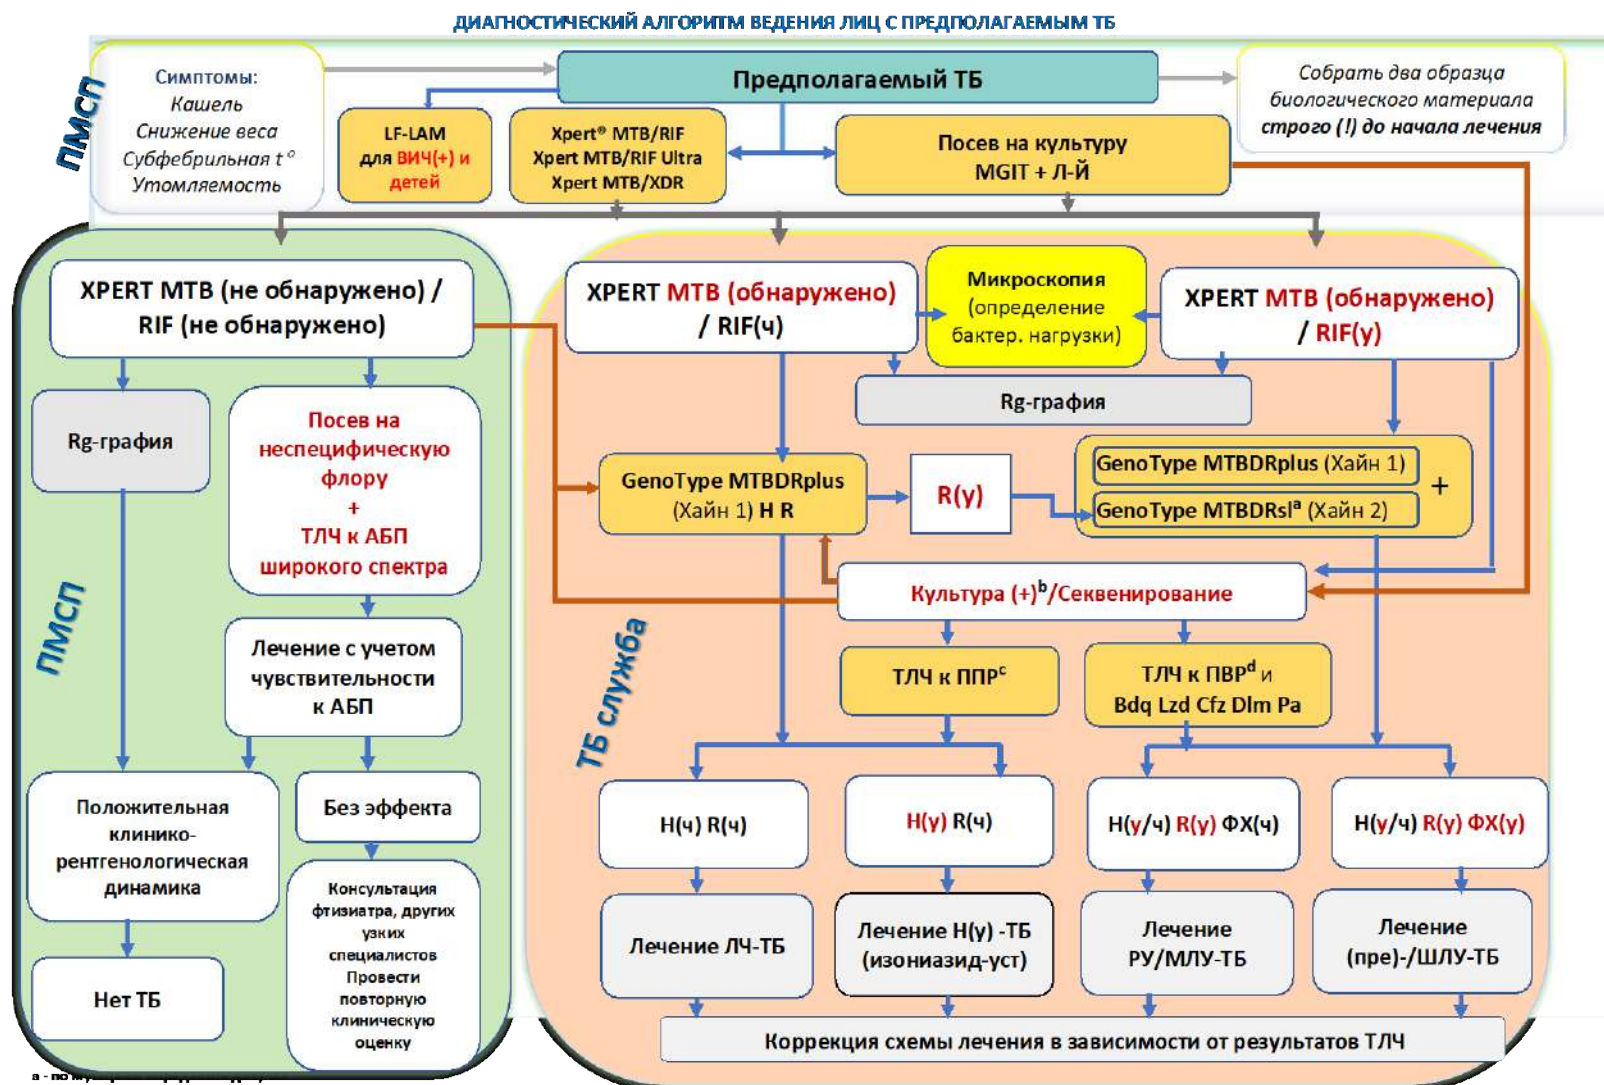 ДИАГНОСТИЧЕСКИЙ АЛГОРИТМ ВЕДЕНИЯ ЛИЦ С ПРЕДПОЛАГАЕМЫМ ТБ
ПМСП
Симптомы:
Кашель
Снижение веса
Субфебрильная t°
Утомляемость
Предполагаемый ТБ
Собрать два образца
биологического материала
строго (!) до начала лечения
LF-LAM
для ВИЧ(+) и
детей
Xpert® MTB/RIF
Xpert MTB/RIF Ultra
Xpert MTB/XDR
Посев на культуру
MGIT + Л-Й
XPERT MTB (не обнаружено) /
RIF (не обнаружено)
XPERT MTB (обнаружено)
/ RIF(ч)
Микроскопия
(определение
бактер. нагрузки)
XPERT MTB (обнаружено)
/ RIF(у)
Rg-графия
Rg-графия
Посев на
неспецифическую
флору
+
ТЛЧ к АБП
широкого спектра
GenoType MTBDRplus
(Хайн 1) H R
R(у)
GenoType MTBDRplus (Хайн 1)
GenoType MTBDRslᵃ (Хайн 2)
+
Культура (+)ᵇ/Секвенирование
ПМСП
ТБ служба
Лечение с учетом
чувствительности
к АБП
ТЛЧ к ППРᶜ
ТЛЧ к ПВРᵈ и
Bdq Lzd Cfz Dlm Pa
Положительная
клинико-
рентгенологическая
динамика
Без эффекта
H(ч) R(ч)
H(у) R(ч)
H(у/ч) R(у) ФХ(ч)
H(у/ч) R(у) ФХ(у)
Консультация
фтизиатра, других
узких
специалистов
Провести
повторную
клиническую
оценку
Нет ТБ
Лечение ЛЧ-ТБ
Лечение Н(у) -ТБ
(изониазид-уст)
Лечение
РУ/МЛУ-ТБ
Лечение
(пре)-/ШЛУ-ТБ
Коррекция схемы лечения в зависимости от результатов ТЛЧ